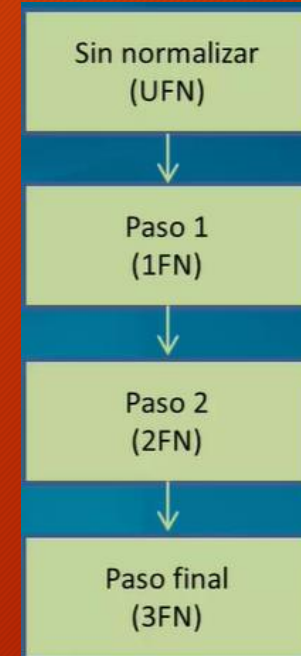 Sin normalizar
(UFN)
Paso 1
(1FN)
Paso 2
(2FN)
Paso final
(3FN)